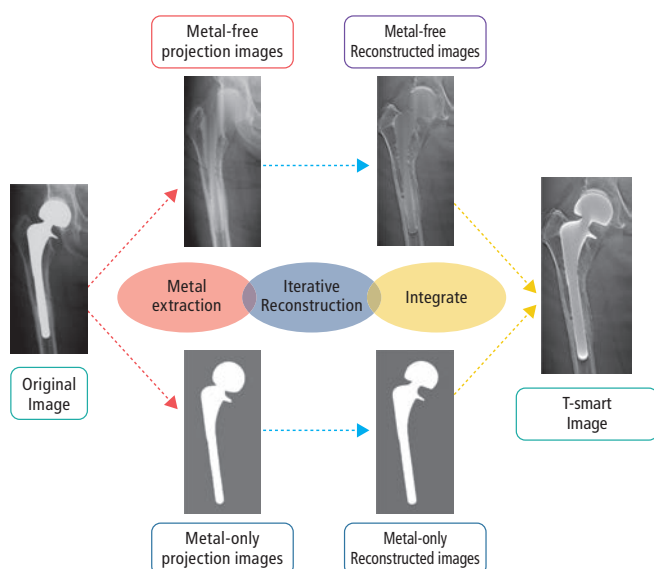 Metal-free
projection images
Metal-free
Reconstructed images
Metal
extraction
Iterative
Reconstruction
Integrate
Original
Image
T-smart
Image
Metal-only
projection images
Metal-only
Reconstructed images